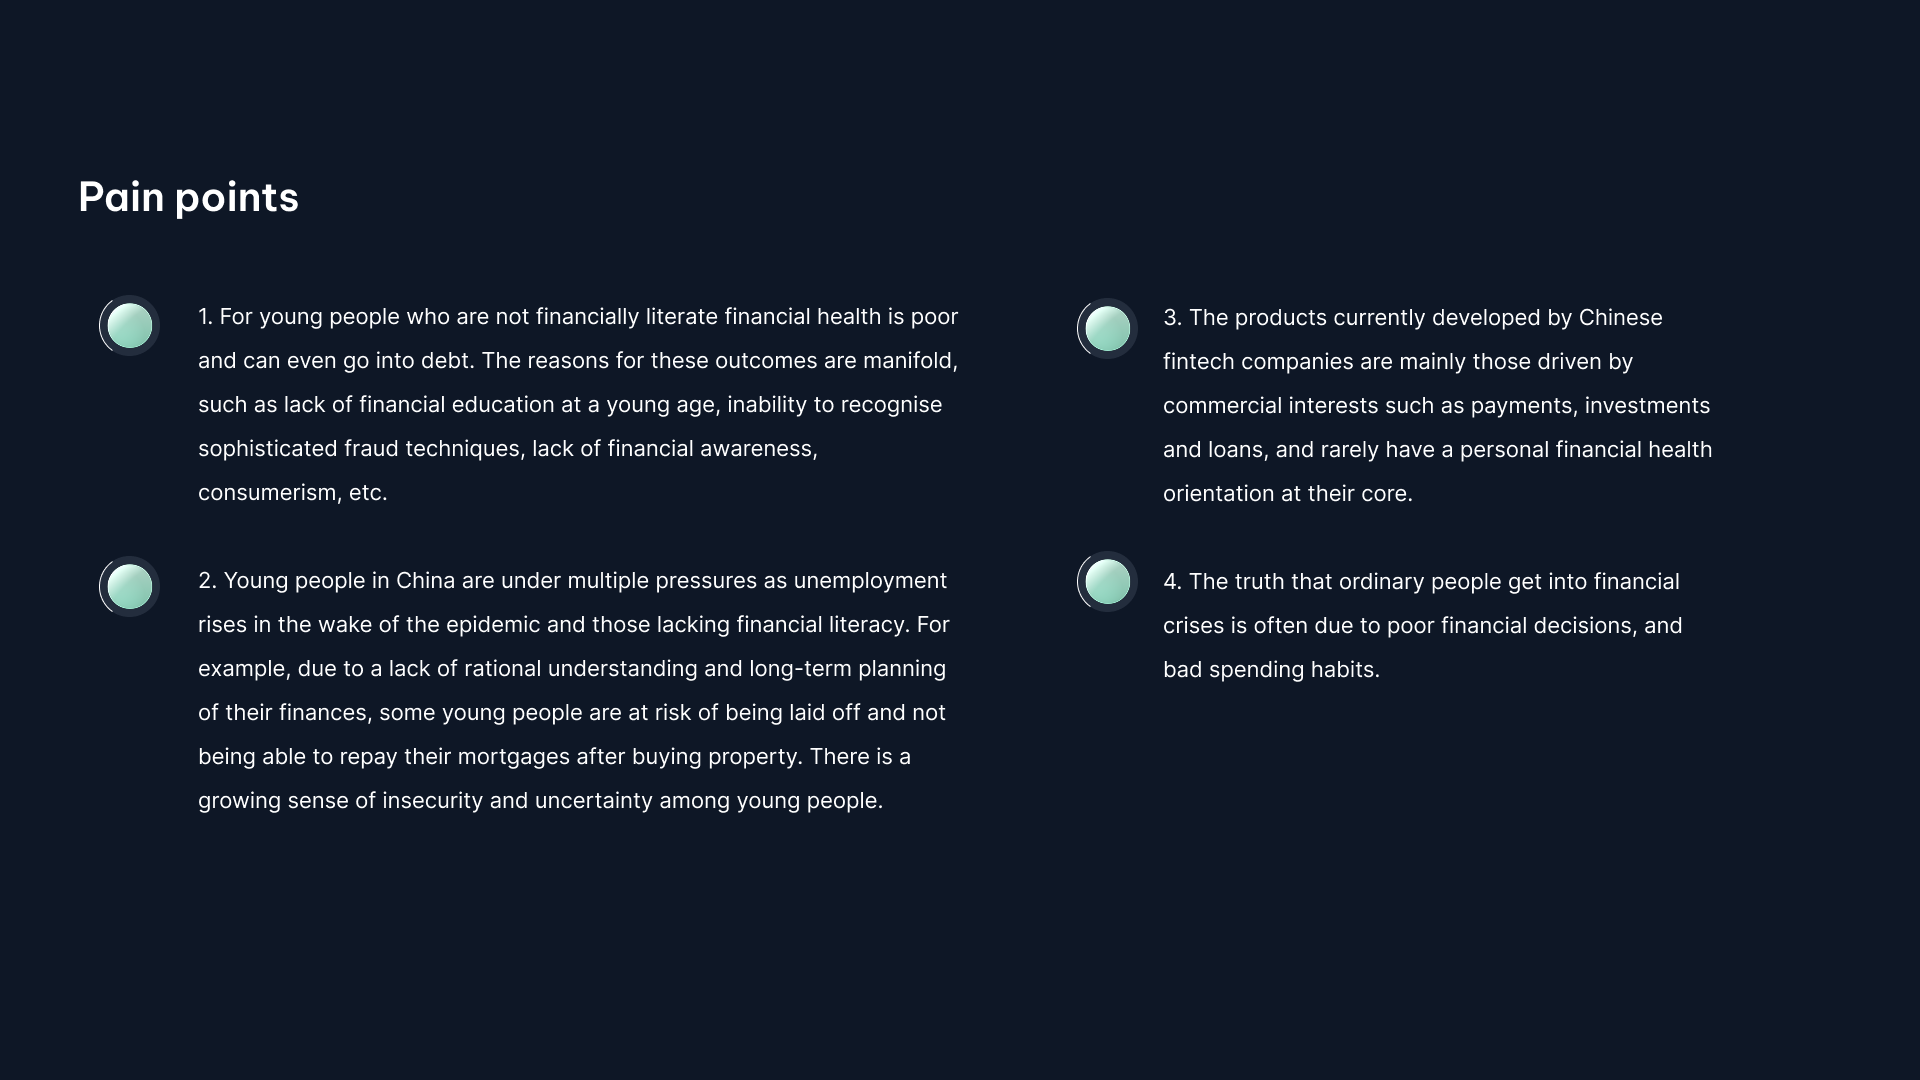 Pain points
1. For young people who are not financially literate financial health is poor
and can even go into debt. The reasons for these outcomes are manifold,
such as lack of financial education at a young age, inability to recognise
sophisticated fraud techniques, lack of financial awareness,
consumerism, etc.
2. Young people in China are under multiple pressures as unemployment
rises in the wake of the epidemic and those lacking financial literacy. For
example, due to a lack of rational understanding and long-term planning
of their finances, some young people are at risk of being laid off and not
being able to repay their mortgages after buying property. There is a
growing sense of insecurity and uncertainty among young people.
3. The products currently developed by Chinese
fintech companies are mainly those driven by
commercial interests such as payments, investments
and loans, and rarely have a personal financial health
orientation at their core.
4. The truth that ordinary people get into financial
crises is often due to poor financial decisions, and
bad spending habits.